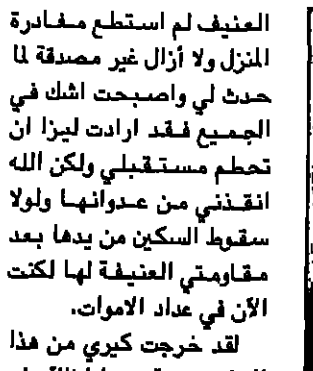 العنيف لم استطع مغادرة
المنزل ولا أزال غير مصدقة لما
حدث لي واصبحت اشك في
الجميع فقد ارادت ليزا ان
تحطم مستقبلي ولكن الله
انقذني من عدوانها ولولا
سقوط السكين من يدها بعد
مقاومتي العنيفة لها لكنت
الآن في عداد الاموات.
لقد خرجت كيري من هذا